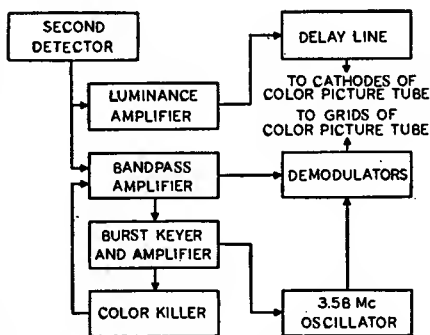 SECOND
DETECTOR
DELAY LINE
TO CATHODES OF
COLOR PICTURE TUBE
LUMINANCE
AMPLIFIER
TO GRIDS OF
COLOR PICTURE TUBE
BANDPASS
AMPLIFIER
DEMODULATORS
BURST KEYER
AND AMPLIFIER
COLOR KILLER
3.58 Mc
OSCILLATOR